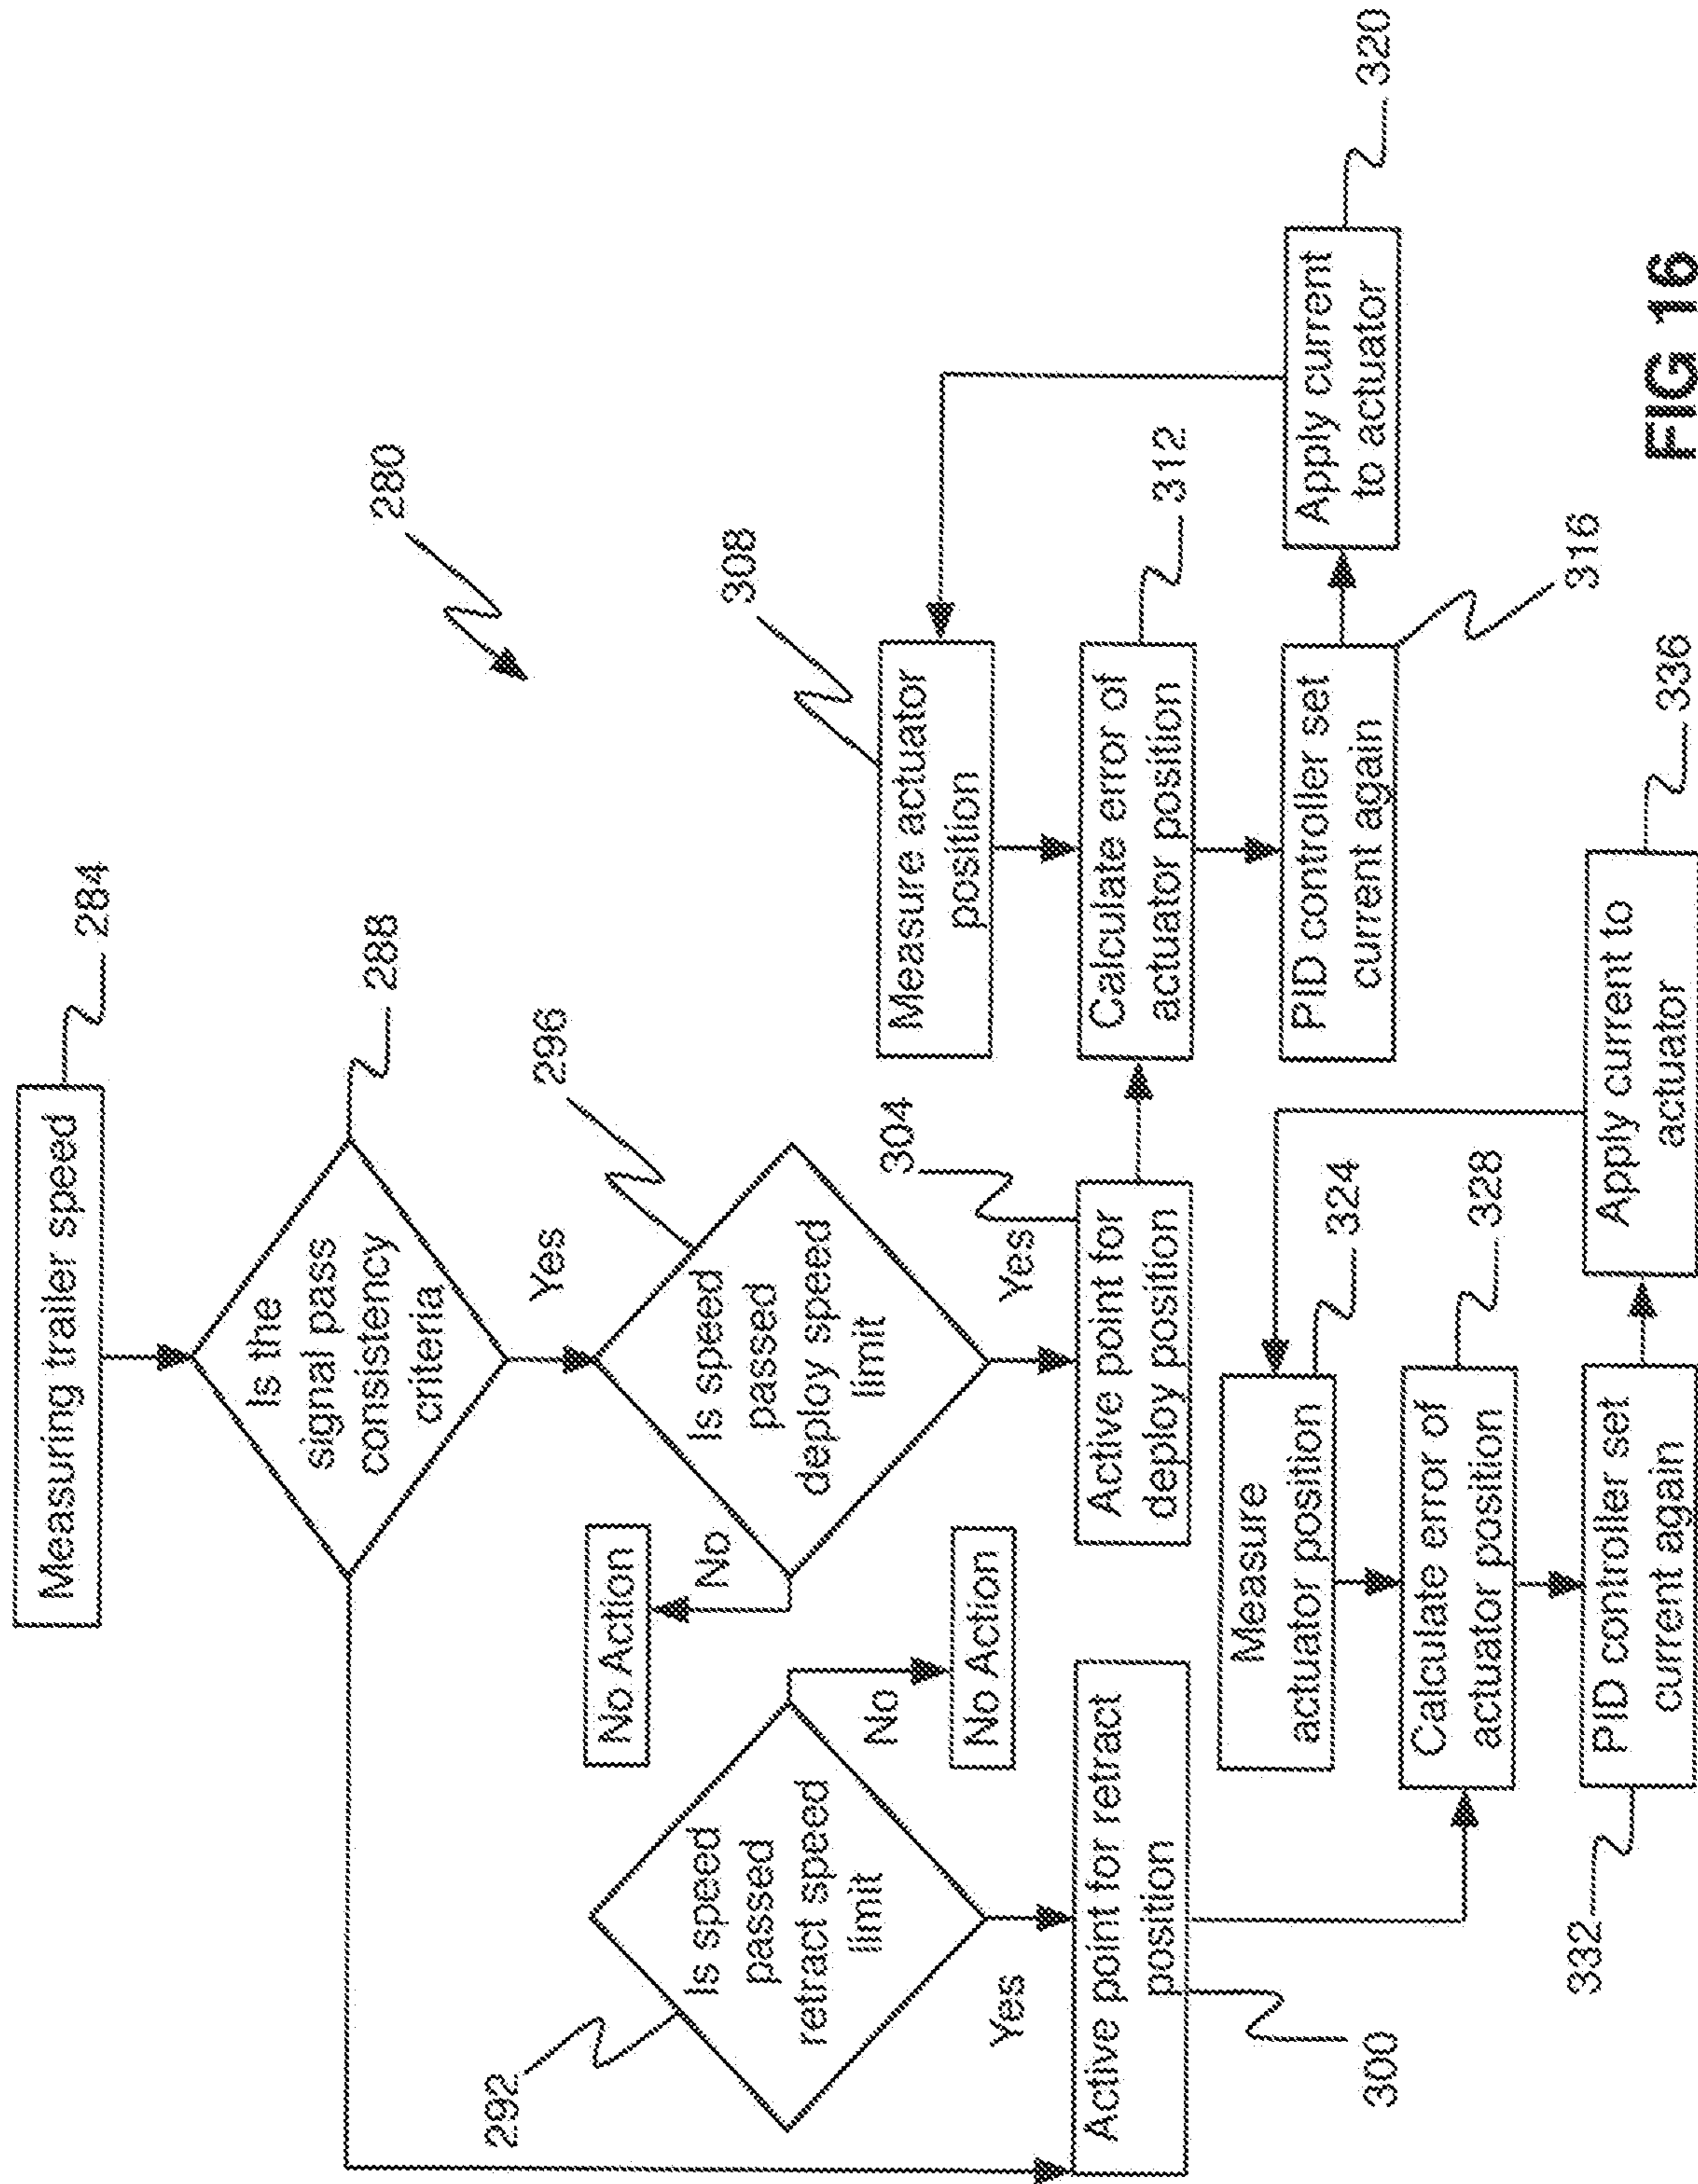 280
Measuring trailer speed
284
Is the
signal pass
consistency
criteria
288
Yes
Is speed
passed
deploy speed
limit
296
No
No Action
Yes
Is speed
passed
retract speed
limit
292
No
No Action
Yes
Active point for retract
position
300
Active point for
deploy position
304
Measure actuator
position
308
Calculate error of
actuator position
312
PID controller set
current again
316
Apply current
to actuator
320
Measure
actuator position
324
Calculate error of
actuator position
328
PID controller set
current again
332
Apply current to
actuator
336
FIG 16